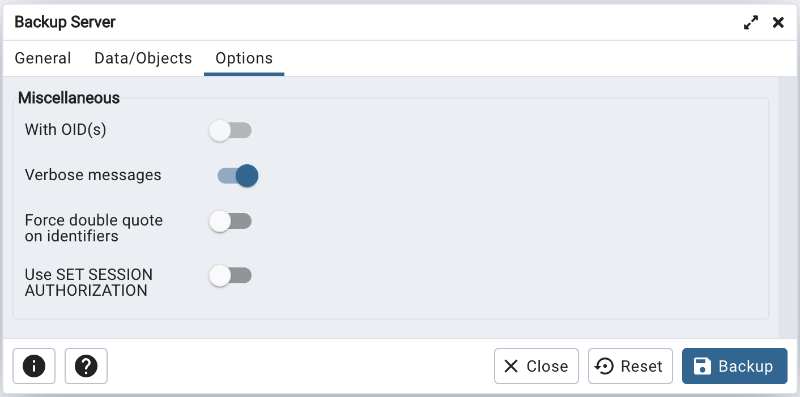 Backup Server
General Data/Objects Options
Miscellaneous
With OID(s)
Verbose messages
Force double quote
on identifiers
Use SET SESSION
AUTHORIZATION
Close Reset Backup